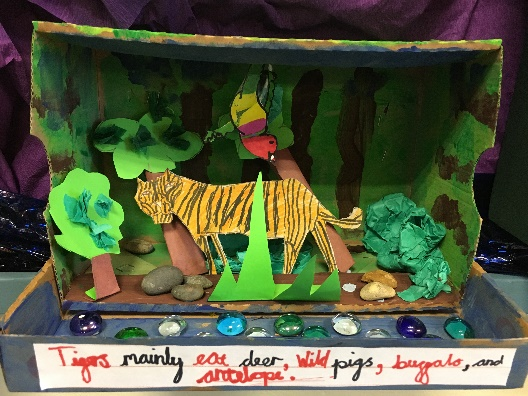 Tigers mainly eat deer, Wild pigs, buffalo, and
antelope.